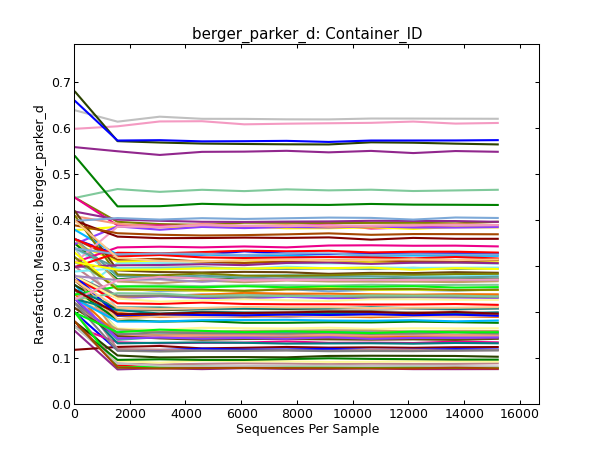 berger_parker_d: Container_ID
Rarefaction Measure: berger_parker_d
0.7
0.6
0.5
0.4
0.3
0.2
0.1
0.0
0 2000 4000 6000 8000 10000 12000 14000 16000
Sequences Per Sample